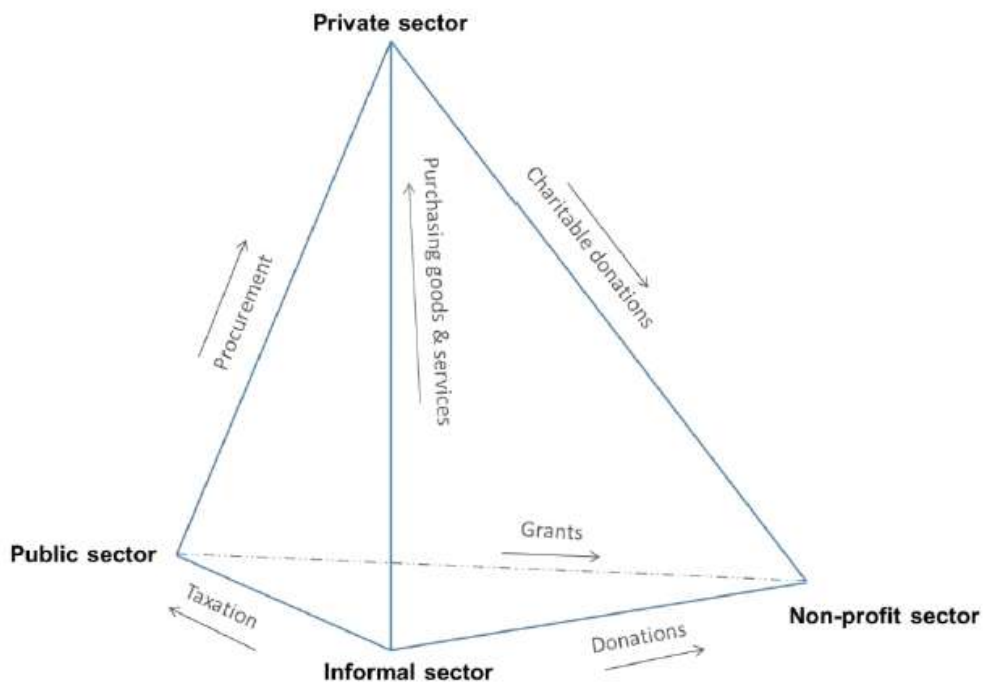 Private sector
Purchasing goods & services
Charitable donations
Procurement
Grants
Public sector
Taxation
Non-profit sector
Donations
Informal sector